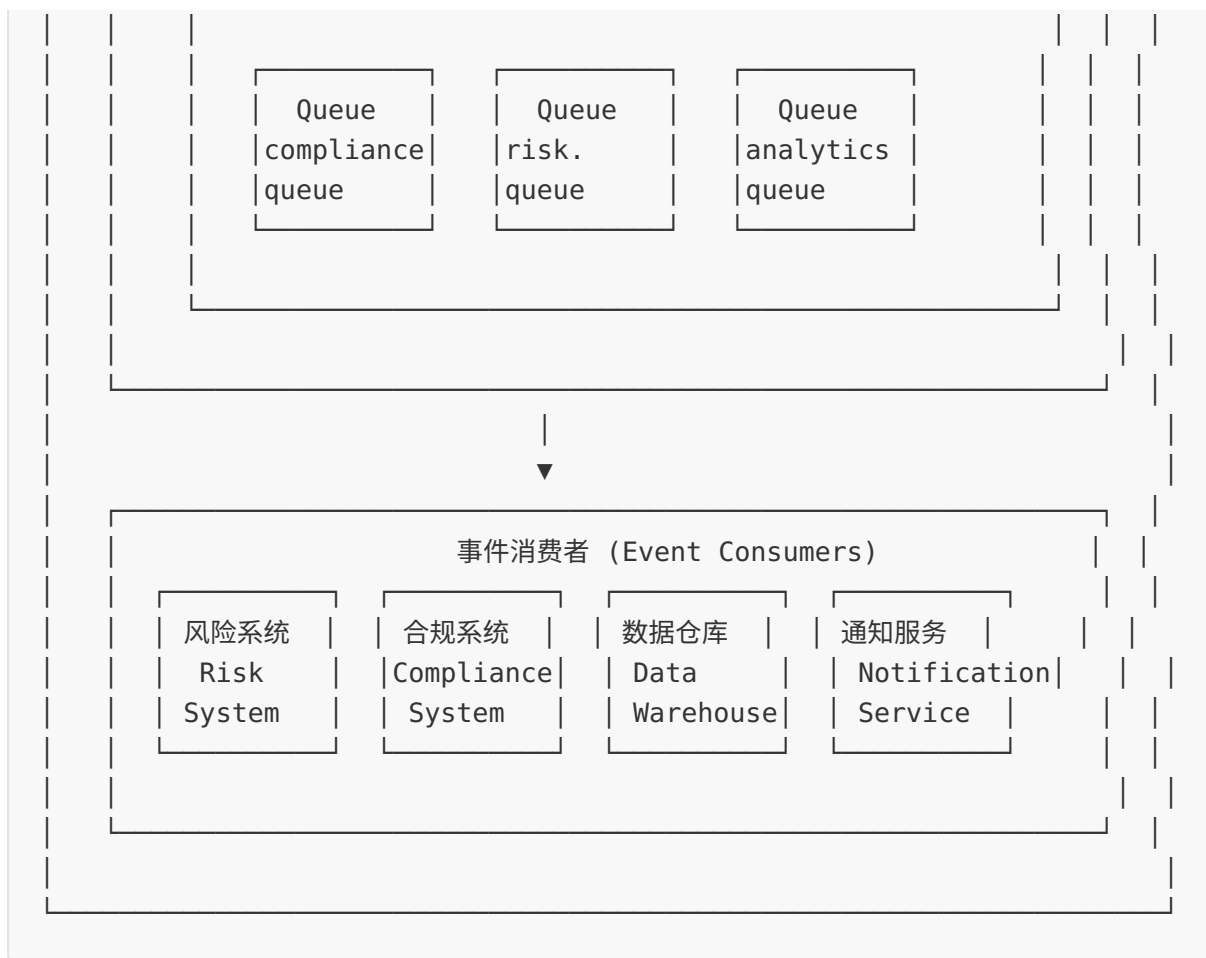 Queue Queue Queue
compliance risk. analytics
queue queue queue
事件消费者 (Event Consumers)
风险系统 合规系统 数据仓库 通知服务
Risk Compliance Data Notification
System System Warehouse Service